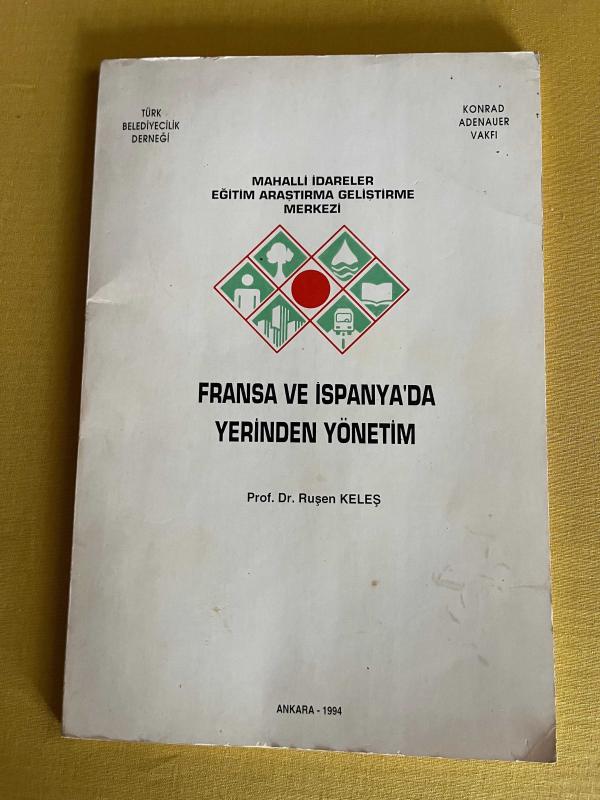 TÜRK
BELEDİYECİLİK
DERNEĞİ
KONRAD
ADENAUER
VAKFI
MAHALLİ İDARELER
EĞİTİM ARAŞTIRMA GELİŞTİRME
MERKEZİ
FRANSA VE İSPANYA'DA
YERİNDEN YÖNETİM
Prof. Dr. Ruşen KELEŞ
ANKARA - 1994